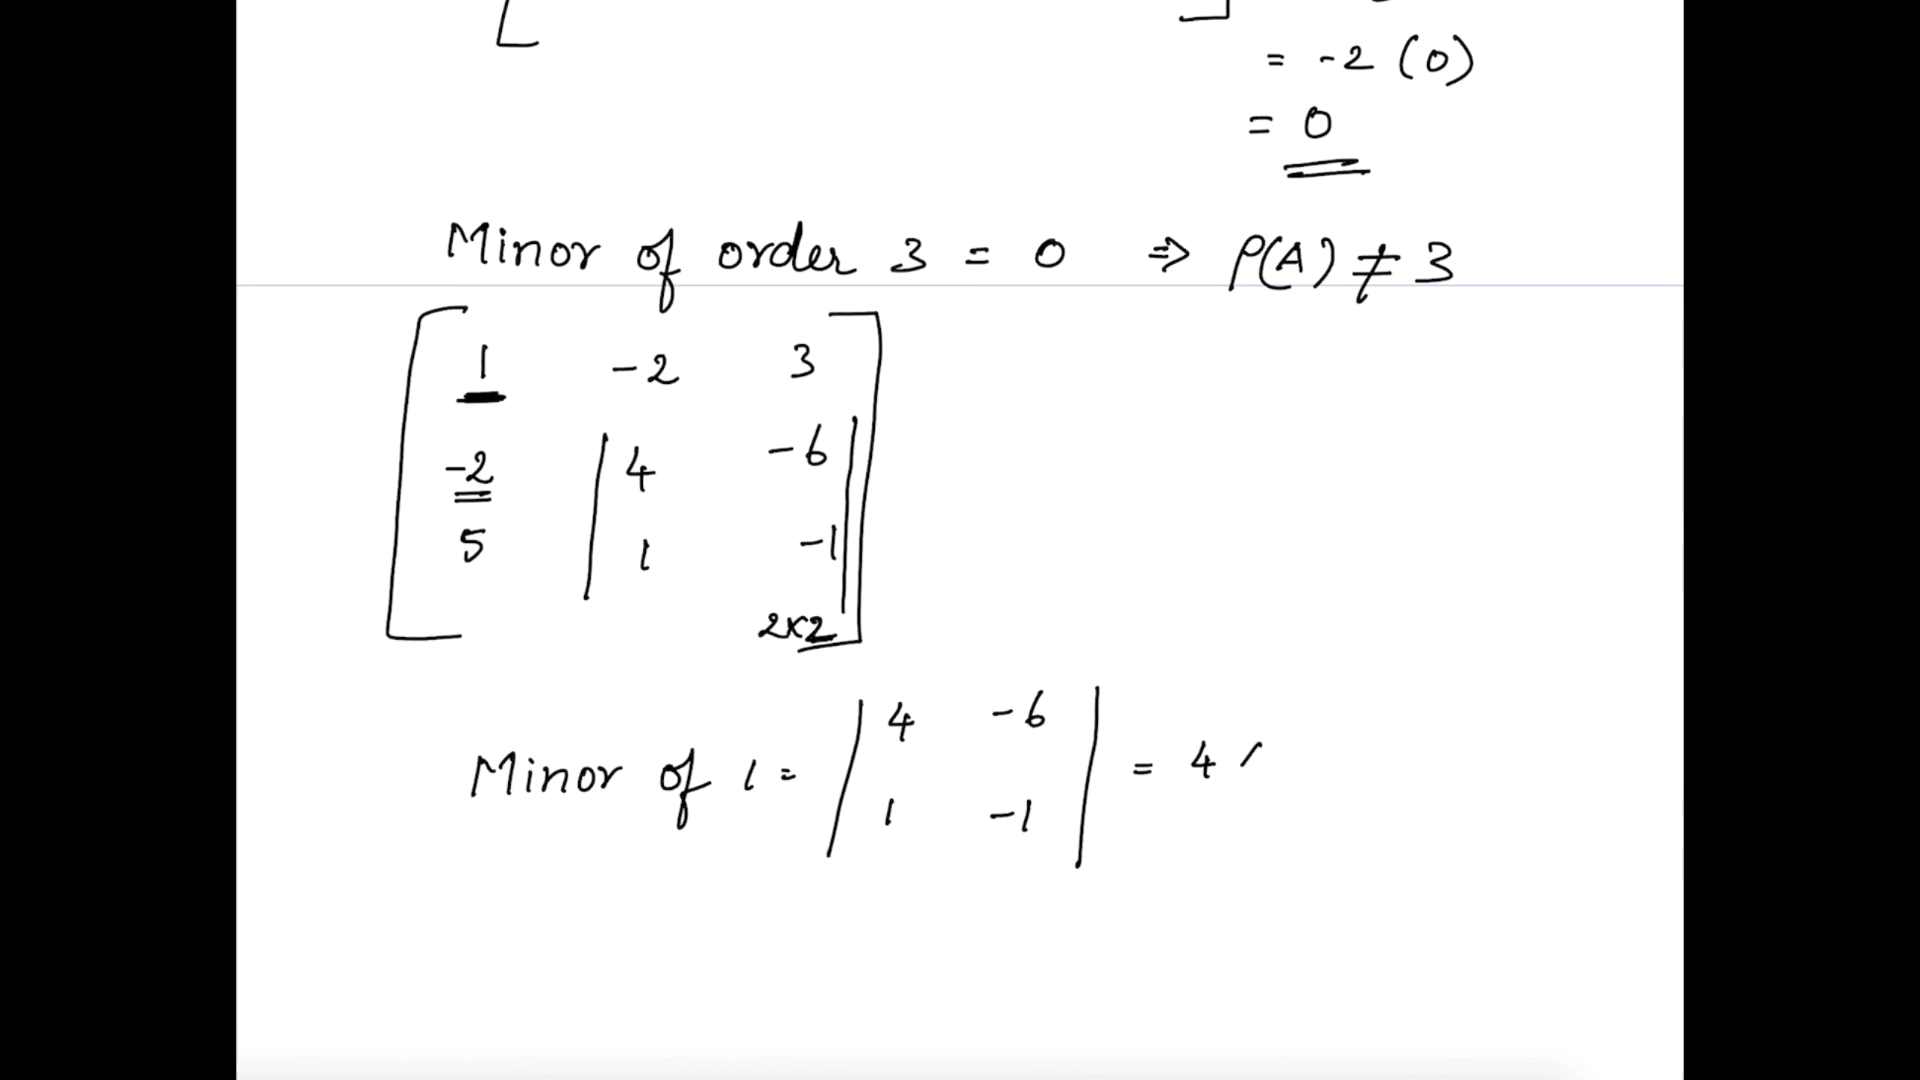 = -2 (0)
= 0
Minor of order 3 = 0 ⇒ ρ(A) ≠ 3
1 -2 3
-2 4 -6
5 1 -1
2×2
4 -6
Minor of 1 = = 4
1 -1